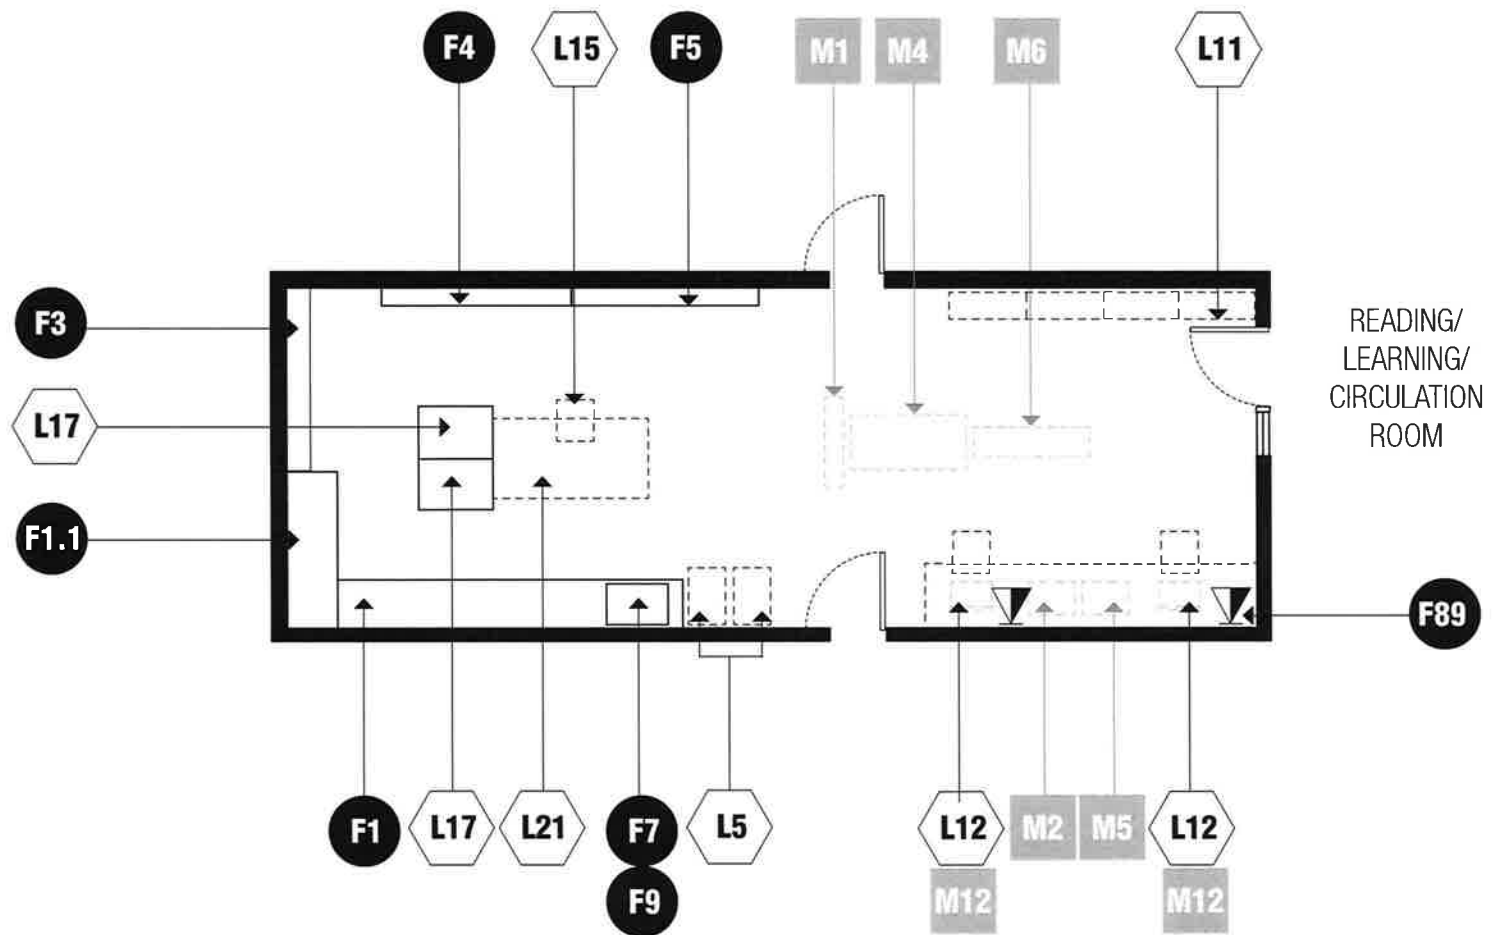 F4
L15
F5
M1
M4
M6
L11
F3
READING/
LEARNING/
CIRCULATION
ROOM
L17
F1.1
F89
F1
L17
L21
F7
L5
L12
M2
M5
L12
F9
M12
M12